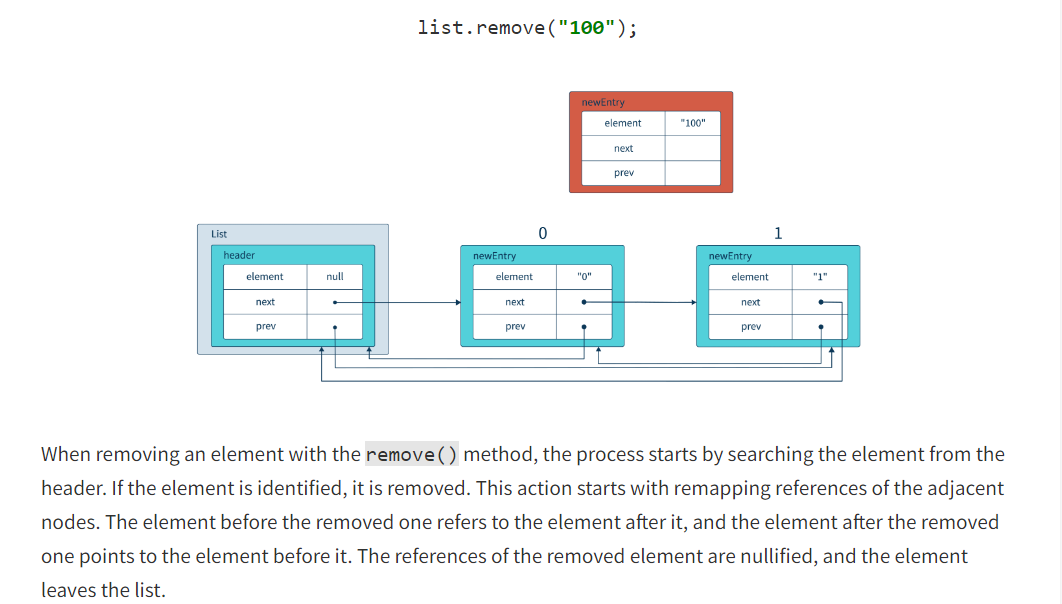 list.remove("100");
newEntry
element "100"
next
prev
List
header
element null
next
prev
0
newEntry
element "0"
next
prev
1
newEntry
element "1"
next
prev
When removing an element with the remove() method, the process starts by searching the element from the
header. If the element is identified, it is removed. This action starts with remapping references of the adjacent
nodes. The element before the removed one refers to the element after it, and the element after the removed
one points to the element before it. The references of the removed element are nullified, and the element
leaves the list.